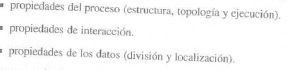 ▪ propiedades del proceso (estructura, topología y ejecución).
▪ propiedades de interacción.
▪ propiedades de los datos (división y localización).